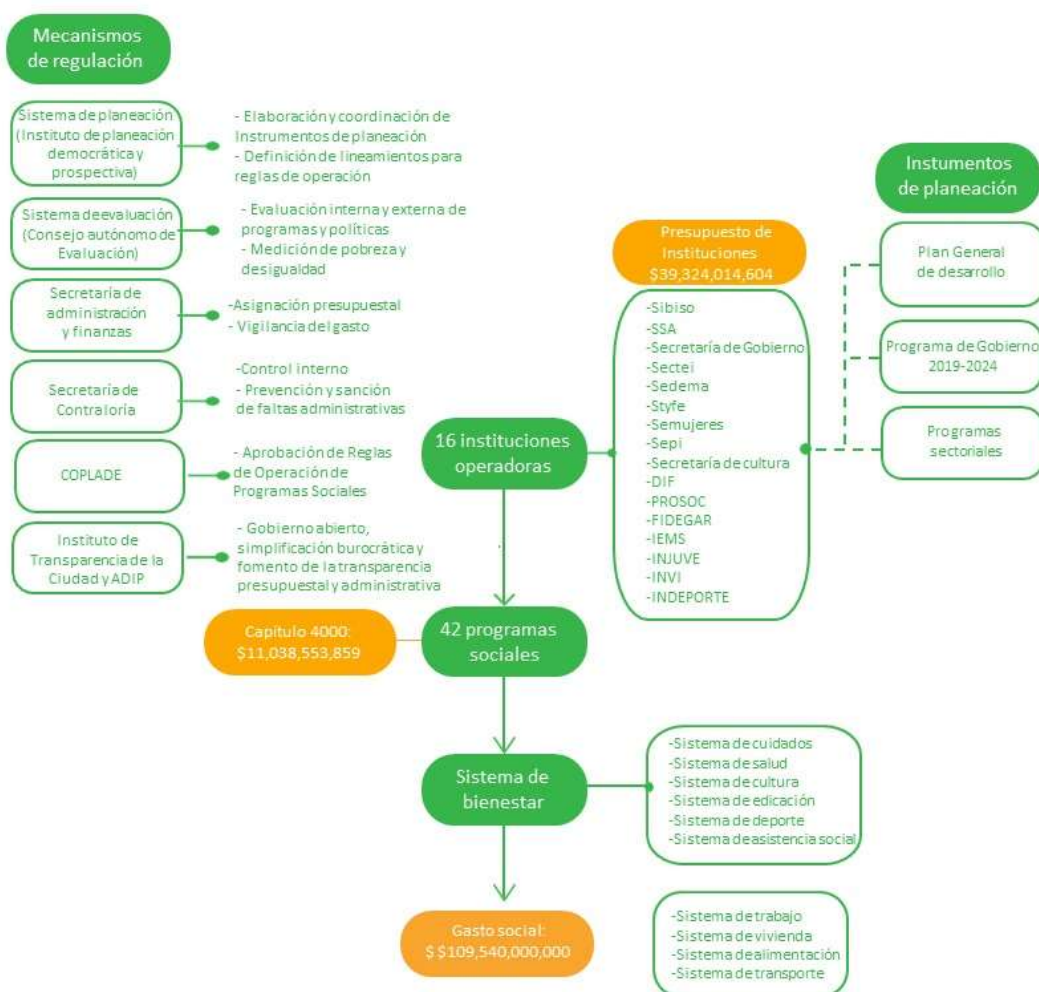 Mecanismos
de regulación
Sistema de planeación
(Instituto de planeación
democrática y
prospectiva)
- Elaboración y coordinación de
Instrumentos de planeación
- Definición de lineamientos para
reglas de operación
Sistema de evaluación
(Consejo autónomo de
Evaluación)
- Evaluación interna y externa de
programas y políticas
- Medición de pobreza y
desigualdad
Secretaría de
administración
y finanzas
-Asignación presupuestal
- Vigilancia del gasto
Secretaría de
Contraloría
-Control interno
- Prevención y sanción
de faltas administrativas
COPLADE
- Aprobación de Reglas
de Operación de
Programas Sociales
Instituto de
Transparencia de la
Ciudad y ADIP
- Gobierno abierto,
simplificación burocrática y
fomento de la transparencia
presupuestal y administrativa
16 instituciones
operadoras
Presupuesto de
Instituciones
$39,324,014,604
-Sibiso
-SSA
-Secretaría de Gobierno
-Sectei
-Sedema
-Styfe
-Semujeres
-Sepi
-Secretaría de cultura
-DIF
-PROSOC
-FIDEGAR
-IEMS
-INJUVE
-INVI
-INDEPORTE
Instumentos
de planeación
Plan General
de desarrollo
Programa de Gobierno
2019-2024
Programas
sectoriales
Capítulo 4000:
$11,038,553,859
42 programas
sociales
Sistema de
bienestar
-Sistema de cuidados
-Sistema de salud
-Sistema de cultura
-Sistema de edicación
-Sistema de deporte
-Sistema de asistencia social
Gasto social:
$ $109,540,000,000
-Sistema de trabajo
-Sistema de vivienda
-Sistema de alimentación
-Sistema de transporte